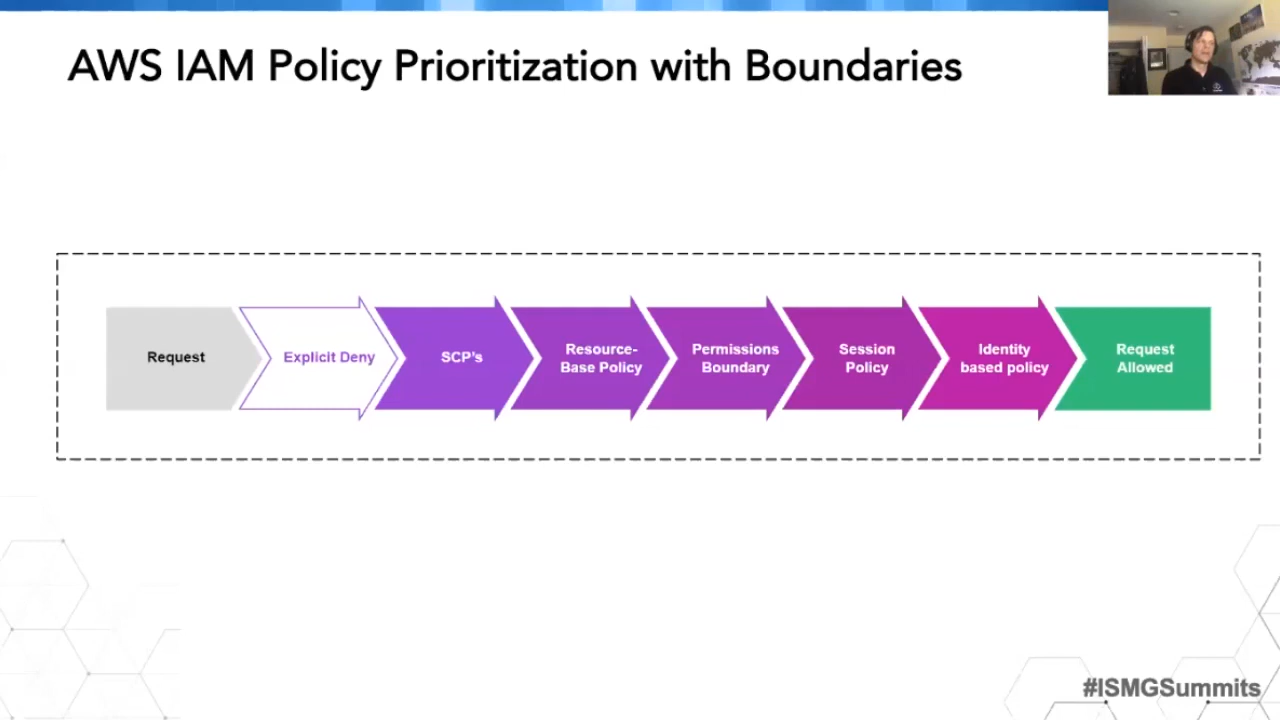 AWS IAM Policy Prioritization with Boundaries
Request
Explicit Deny
SCP's
Resource-
Base Policy
Permissions
Boundary
Session
Policy
Identity
based policy
Request
Allowed
#ISMGSummits